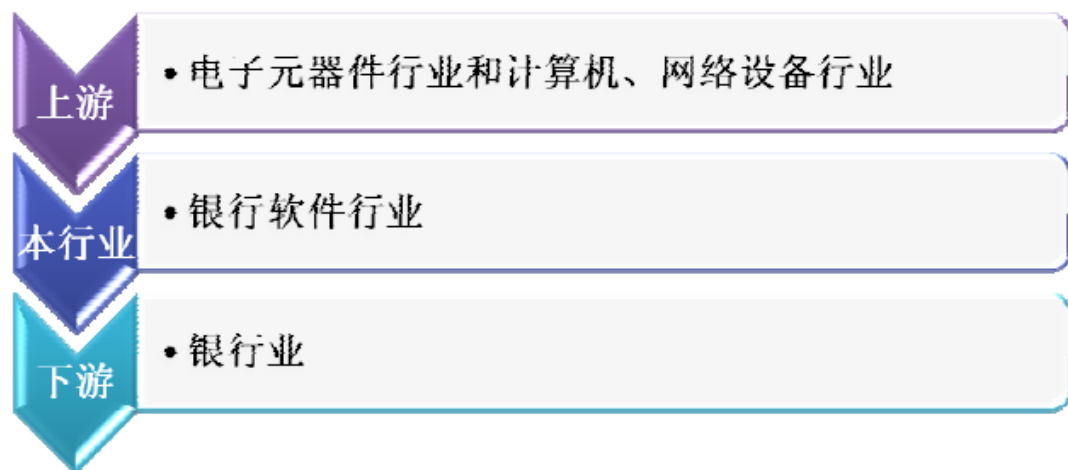 上游
• 电子元器件行业和计算机、网络设备行业
本行业
• 银行软件行业
下游
• 银行业